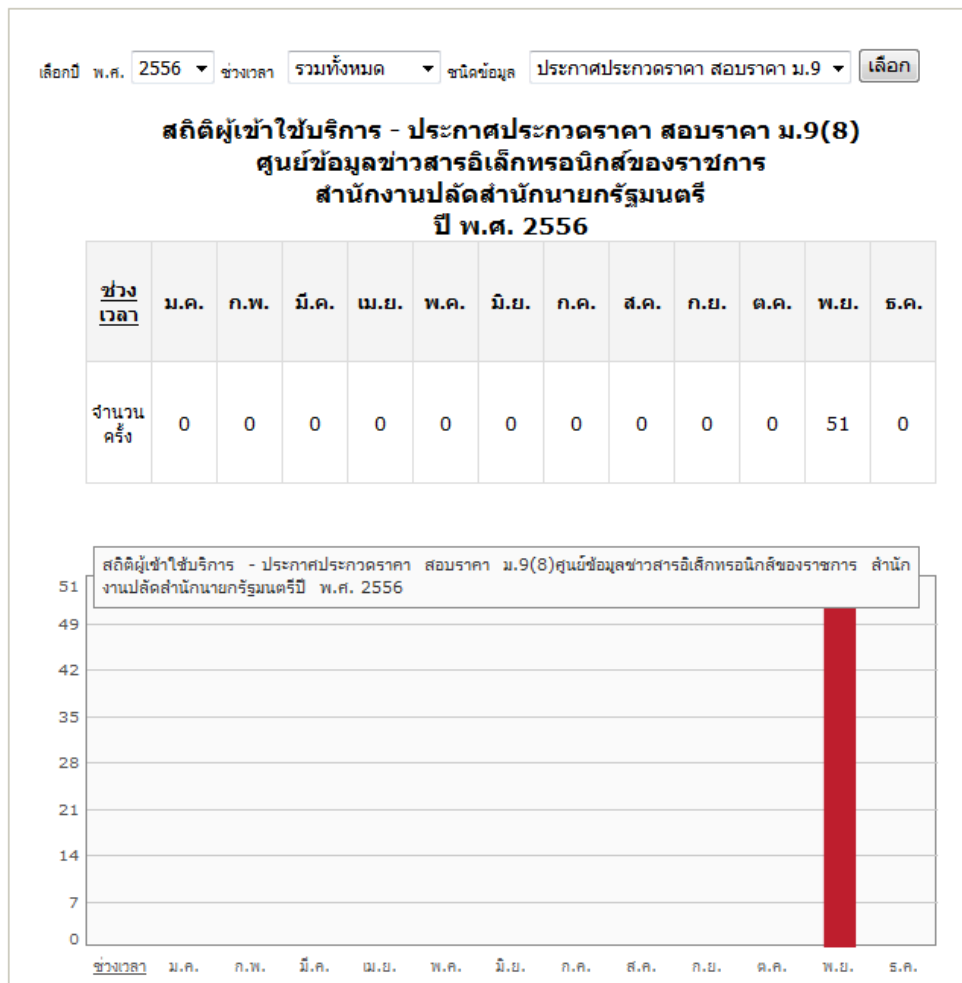 เลือกปี พ.ศ. 2556 ช่วงเวลา รวมทั้งหมด ชนิดข้อมูล ประกาศประกวดราคา สอบราคา ม.9 เลือก
สถิติผู้เข้าใช้บริการ - ประกาศประกวดราคา สอบราคา ม.9(8)
ศูนย์ข้อมูลข่าวสารอิเล็กทรอนิกส์ของราชการ
สำนักงานปลัดสำนักนายกรัฐมนตรี
ปี พ.ศ. 2556
ช่วง
เวลา ม.ค. ก.พ. มี.ค. เม.ย. พ.ค. มิ.ย. ก.ค. ส.ค. ก.ย. ต.ค. พ.ย. ธ.ค.
จำนวน
ครั้ง 0 0 0 0 0 0 0 0 0 0 51 0
สถิติผู้เข้าใช้บริการ - ประกาศประกวดราคา สอบราคา ม.9(8)ศูนย์ข้อมูลข่าวสารอิเล็กทรอนิกส์ของราชการ สำนัก
งานปลัดสำนักนายกรัฐมนตรีปี พ.ศ. 2556
51
49
42
35
28
21
14
7
0
ช่วงเวลา ม.ค. ก.พ. มี.ค. เม.ย. พ.ค. มิ.ย. ก.ค. ส.ค. ก.ย. ต.ค. พ.ย. ธ.ค.